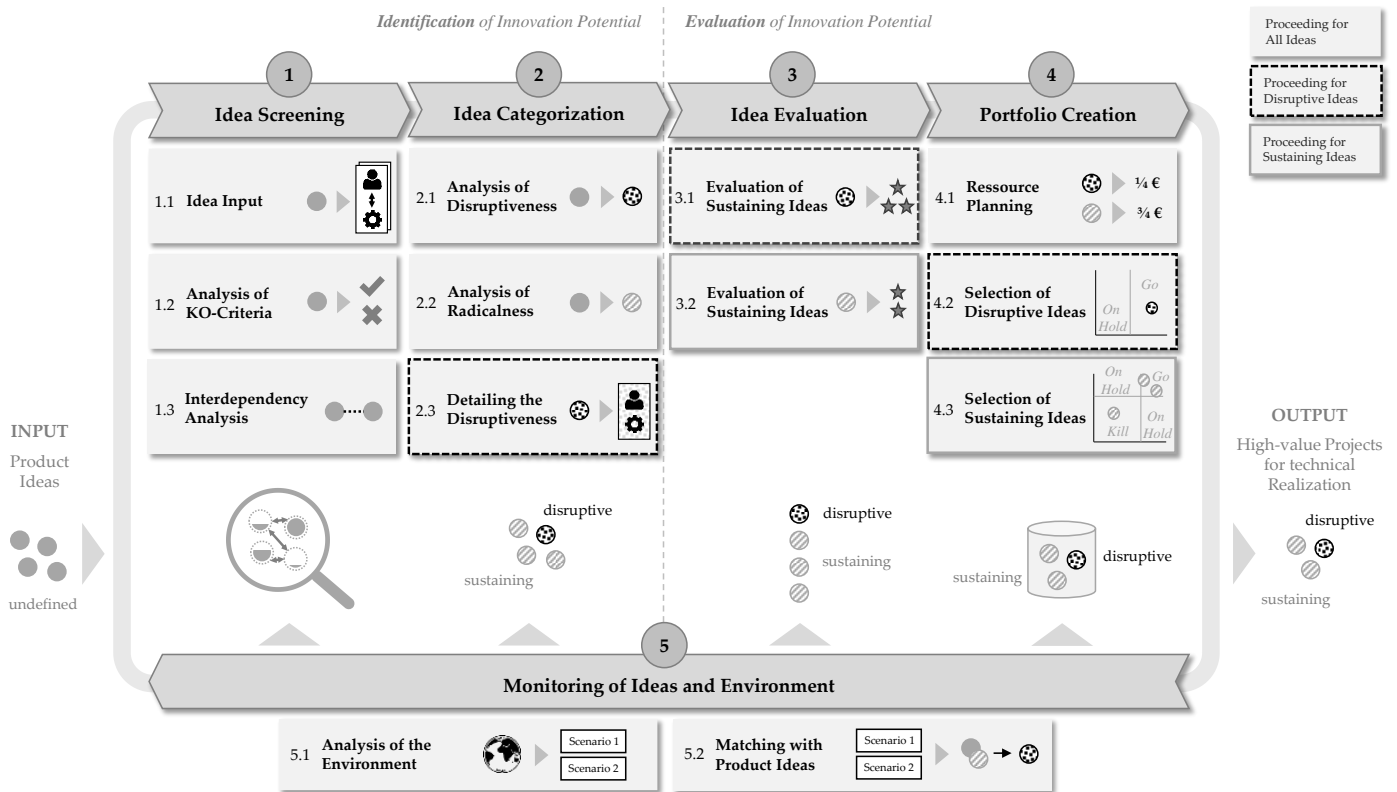 Identification of Innovation Potential
Evaluation of Innovation Potential
Proceeding for
All Ideas
Proceeding for
Disruptive Ideas
Proceeding for
Sustaining Ideas
1
Idea Screening
2
Idea Categorization
3
Idea Evaluation
4
Portfolio Creation
1.1 Idea Input
2.1 Analysis of
Disruptiveness
3.1 Evaluation of
Sustaining Ideas
4.1 Ressource
Planning
¼ €
¾ €
1.2 Analysis of
KO-Criteria
2.2 Analysis of
Radicalness
3.2 Evaluation of
Sustaining Ideas
4.2 Selection of
Disruptive Ideas
Go
On
Hold
1.3 Interdependency
Analysis
2.3 Detailing the
Disruptiveness
4.3 Selection of
Sustaining Ideas
On
Hold
Go
Kill
On
Hold
INPUT
Product
Ideas
undefined
disruptive
sustaining
disruptive
sustaining
disruptive
sustaining
OUTPUT
High-value Projects
for technical
Realization
disruptive
sustaining
5
Monitoring of Ideas and Environment
5.1 Analysis of the
Environment
Scenario 1
Scenario 2
5.2 Matching with
Product Ideas
Scenario 1
Scenario 2